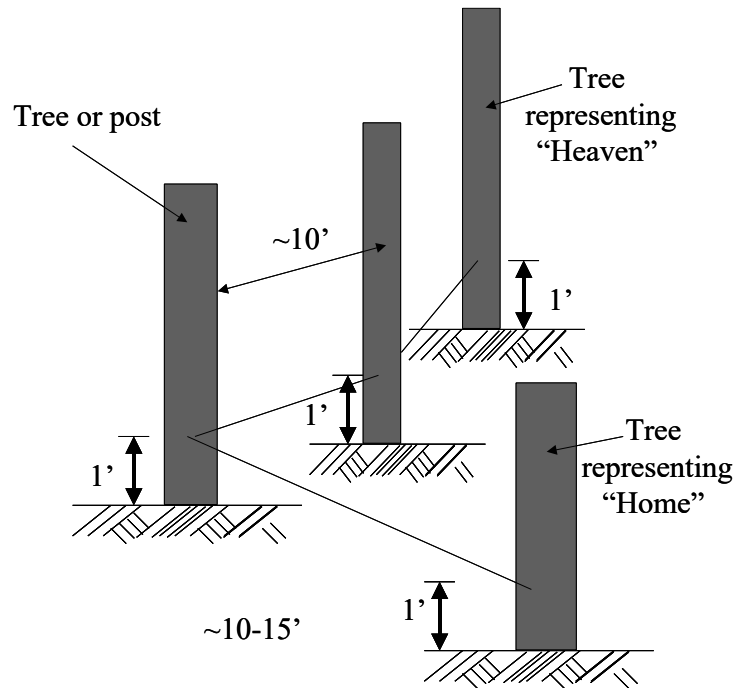 Tree
representing
“Heaven”
Tree or post
~10’
1’
1’
1’
Tree
representing
“Home”
1’
~10-15’